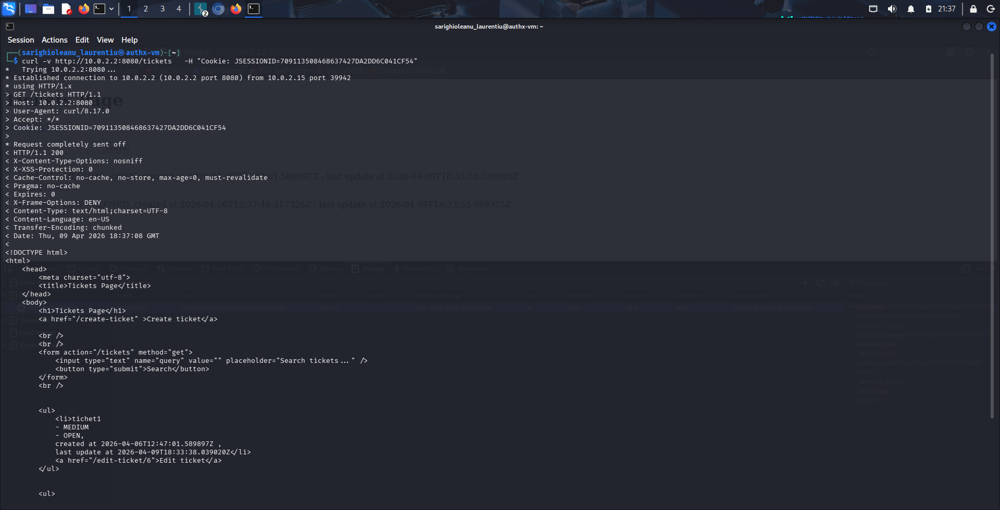 1 2 3 4 2 21:37
sarighioleanu_laurentiu@authx-vm: ~
Session Actions Edit View Help
┌──(sarighioleanu_laurentiu㉿authx-vm)-[~]
└─$ curl -v http://10.0.2.2:8080/tickets   -H "Cookie: JSESSIONID=709113508468637427DA2DD6C041CF54"
*   Trying 10.0.2.2:8080...
* Established connection to 10.0.2.2 (10.0.2.2 port 8080) from 10.0.2.15 port 39942
* using HTTP/1.x
> GET /tickets HTTP/1.1
> Host: 10.0.2.2:8080
> User-Agent: curl/8.17.0
> Accept: */*
> Cookie: JSESSIONID=709113508468637427DA2DD6C041CF54
>
* Request completely sent off
< HTTP/1.1 200
< X-Content-Type-Options: nosniff
< X-XSS-Protection: 0
< Cache-Control: no-cache, no-store, max-age=0, must-revalidate
< Pragma: no-cache
< Expires: 0
< X-Frame-Options: DENY
< Content-Type: text/html;charset=UTF-8
< Content-Language: en-US
< Transfer-Encoding: chunked
< Date: Thu, 09 Apr 2026 18:37:08 GMT
<
<!DOCTYPE html>
<html>
    <head>
        <meta charset="utf-8">
        <title>Tickets Page</title>
    </head>
    <body>
        <h1>Tickets Page</h1>
        <a href="/create-ticket" >Create ticket</a>
        <br />
        <br />
        <form action="/tickets" method="get">
            <input type="text" name="query" value="" placeholder="Search tickets..." />
            <button type="submit">Search</button>
        </form>
        <br />
        <ul>
            <li>tichet1
            - MEDIUM
            - OPEN,
            created at 2026-04-06T12:47:01.589897Z ,
            last update at 2026-04-09T18:33:38.039020Z</li>
            <a href="/edit-ticket/6">Edit ticket</a>
        </ul>
        <ul>